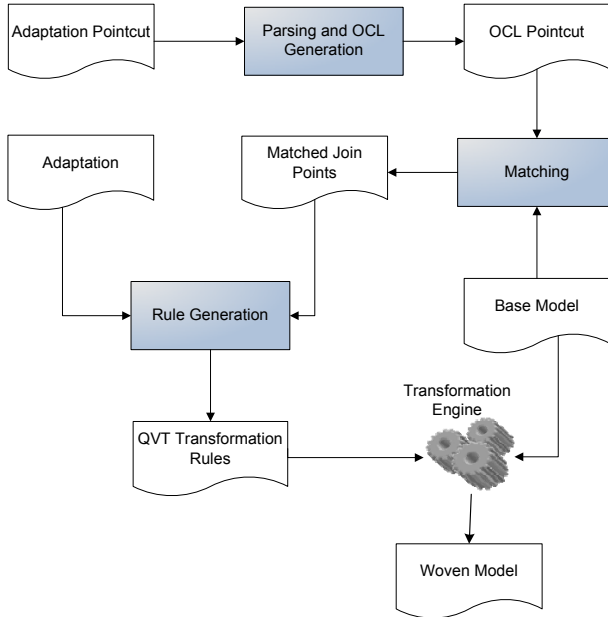 Adaptation Pointcut
Parsing and OCL
Generation
OCL Pointcut
Adaptation
Matched Join
Points
Matching
Rule Generation
Base Model
Transformation
Engine
QVT Transformation
Rules
Woven Model